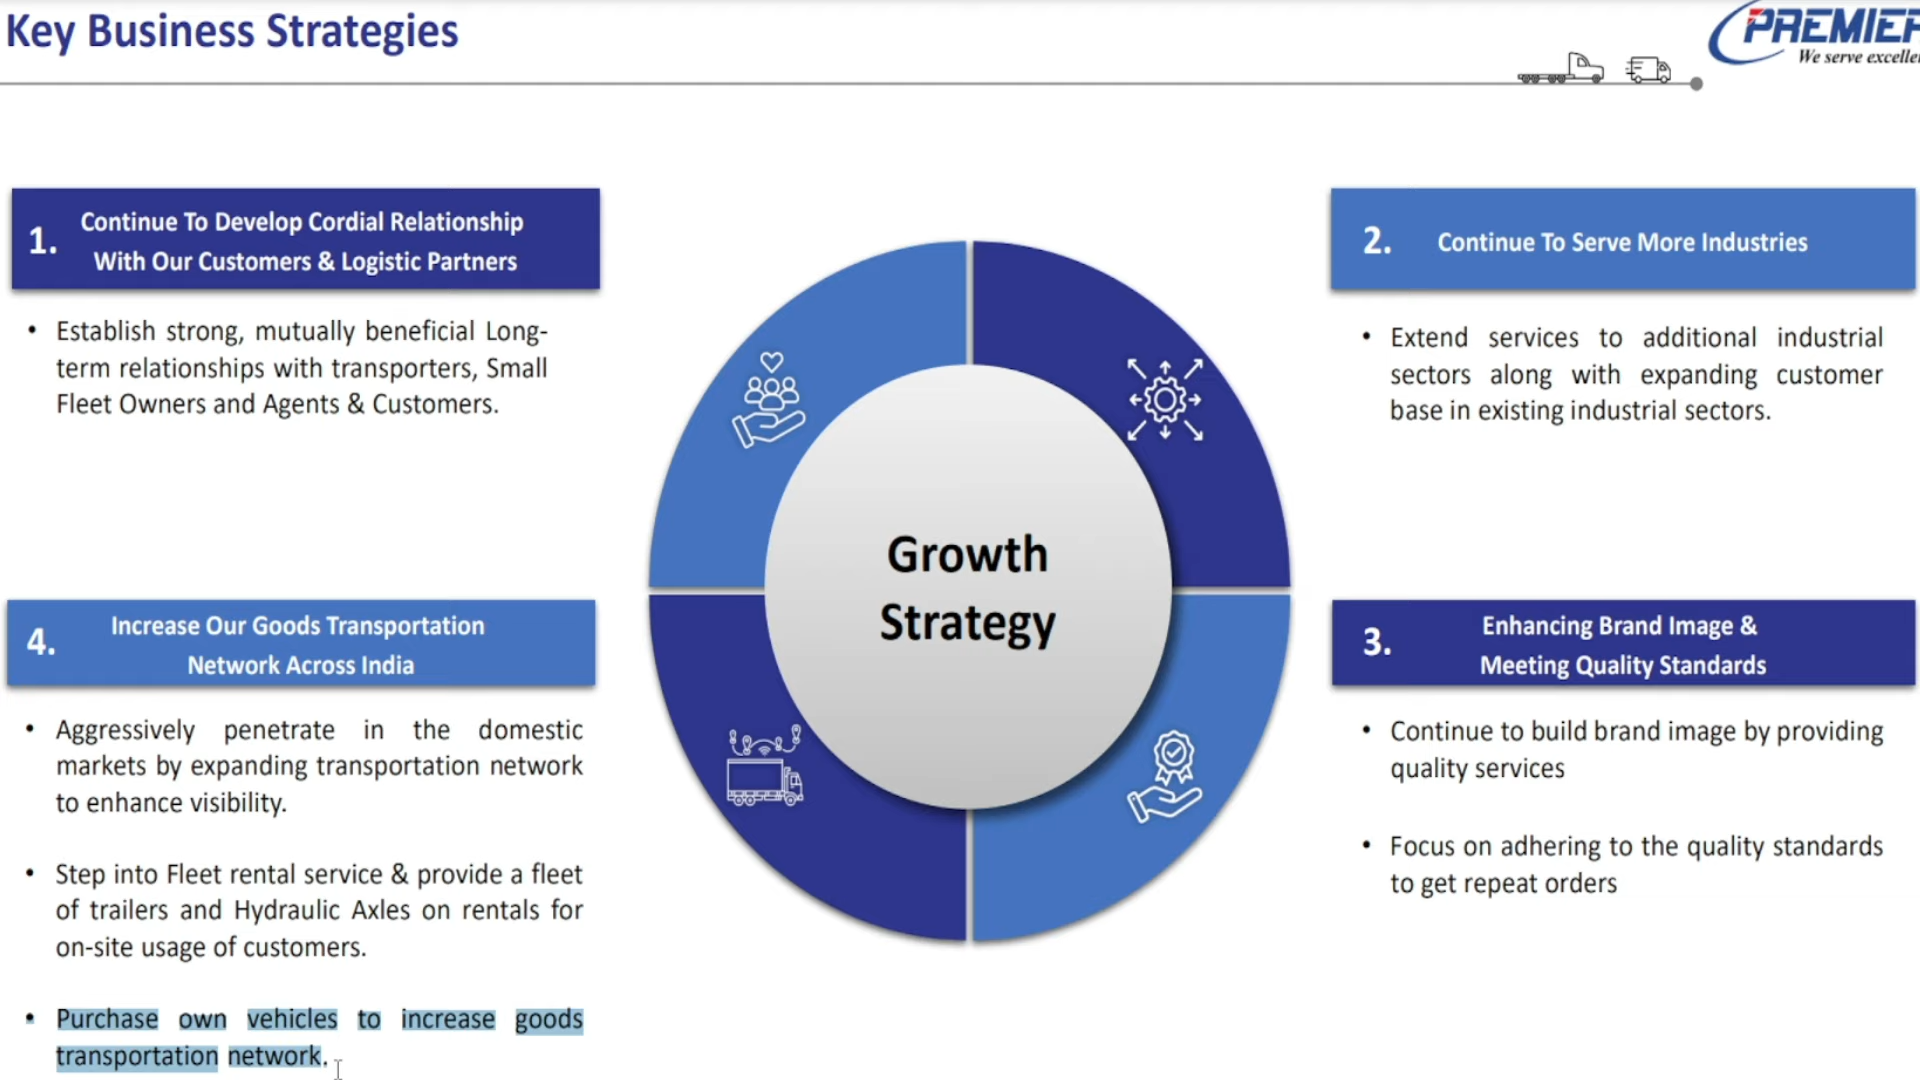 Key Business Strategies
PREMIER
We serve
1.
Continue To Develop Cordial Relationship
With Our Customers & Logistic Partners
• Establish strong, mutually beneficial Long-
term relationships with transporters, Small
Fleet Owners and Agents & Customers.
2.
Continue To Serve More Industries
• Extend services to additional industrial
sectors along with expanding customer
base in existing industrial sectors.
Growth
Strategy
4.
Increase Our Goods Transportation
Network Across India
• Aggressively penetrate in the domestic
markets by expanding transportation network
to enhance visibility.
• Step into Fleet rental service & provide a fleet
of trailers and Hydraulic Axles on rentals for
on-site usage of customers.
• Purchase own vehicles to increase goods
transportation network.
3.
Enhancing Brand Image &
Meeting Quality Standards
• Continue to build brand image by providing
quality services
• Focus on adhering to the quality standards
to get repeat orders